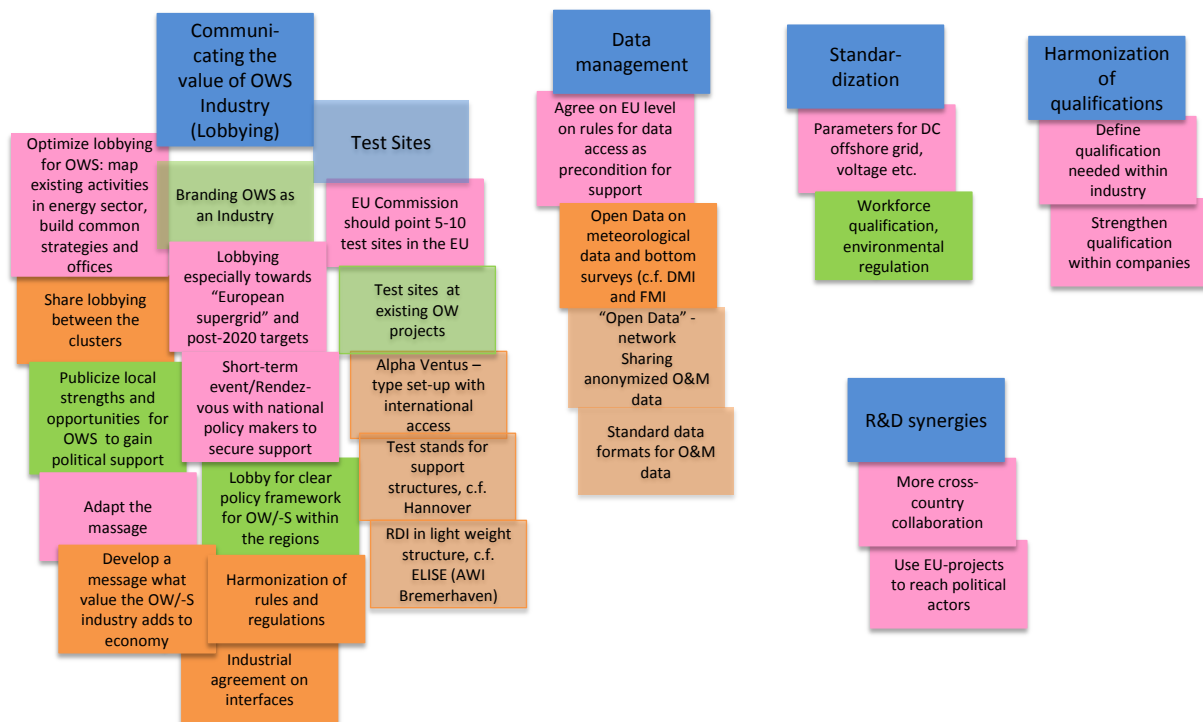 Communi-
cating the
value of OWS
Industry
(Lobbying)
Optimize lobbying
for OWS: map
existing activities
in energy sector,
build common
strategies and
offices
Share lobbying
between the
clusters
Publicize local
strengths and
opportunities for
OWS to gain
political support
Adapt the
massage
Develop a
message what
value the OW/-S
industry adds to
economy
Branding OWS as
an Industry
Lobbying
especially towards
“European
supergrid” and
post-2020 targets
Short-term
event/Rendez-
vous with national
policy makers to
secure support
Lobby for clear
policy framework
for OW/-S within
the regions
Harmonization of
rules and
regulations
Industrial
agreement on
interfaces
Test Sites
EU Commission
should point 5-10
test sites in the EU
Test sites at
existing OW
projects
Alpha Ventus –
type set-up with
international
access
Test stands for
support
structures, c.f.
Hannover
RDI in light weight
structure, c.f.
ELISE (AWI
Bremerhaven)
Data
management
Agree on EU level
on rules for data
access as
precondition for
support
Open Data on
meteorological
data and bottom
surveys (c.f. DMI
and FMI
“Open Data” -
network
Sharing
anonymized O&M
data
Standard data
formats for O&M
data
Standar-
dization
Parameters for DC
offshore grid,
voltage etc.
Workforce
qualification,
environmental
regulation
Harmonization
of
qualifications
Define
qualification
needed within
industry
Strengthen
qualification
within companies
R&D synergies
More cross-
country
collaboration
Use EU-projects
to reach political
actors